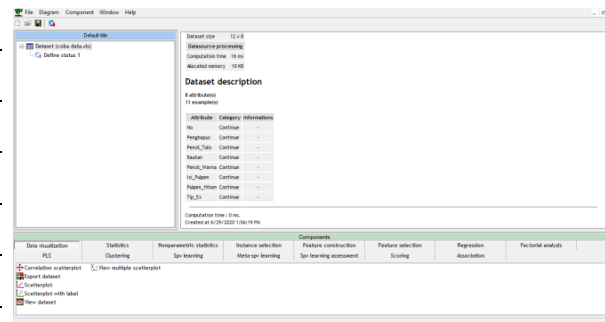 File Diagram Component Window Help
Default title
Dataset (coba data.xls)
Define status 1
Dataset size 12 x 8
Datasource processing
Computation time 16 ms
Allocated memory 10 KB
Dataset description
8 attribute(s)
11 example(s)
Attribute Category Informations
No Continue -
Penghapus Continue -
Pensil_Tulis Continue -
Rautan Continue -
Pensil_Warna Continue -
Isi_Pulpen Continue -
Pulpen_Hitam Continue -
Tip_Ex Continue -
Computation time : 0 ms.
Created at 6/29/2020 1:56:19 PM
Components
Data visualization Statistics Nonparametric statistics Instance selection Feature construction Feature selection Regression Factorial analysis
PLS Clustering Spv learning Meta-spv learning Spv learning assessment Scoring Association
Correlation scatterplot View multiple scatterplot
Export dataset
Scatterplot
Scatterplot with label
View dataset